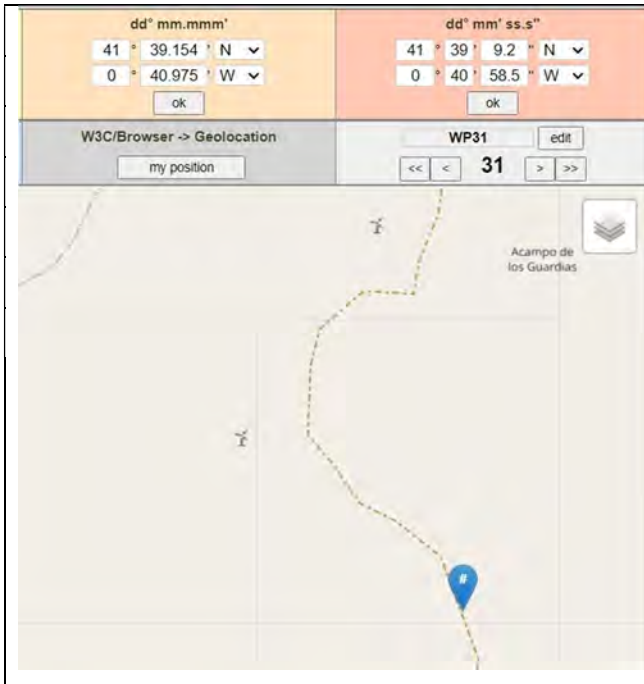 dd° mm.mmm'
41 ° 39.154 ' N
0 ° 40.975 ' W
ok
dd° mm' ss.s"
41 ° 39 ' 9.2 " N
0 ° 40 ' 58.5 " W
ok
W3C/Browser -> Geolocation
my position
WP31 edit
<< < 31 > >>
Acampo de
los Guardias
#